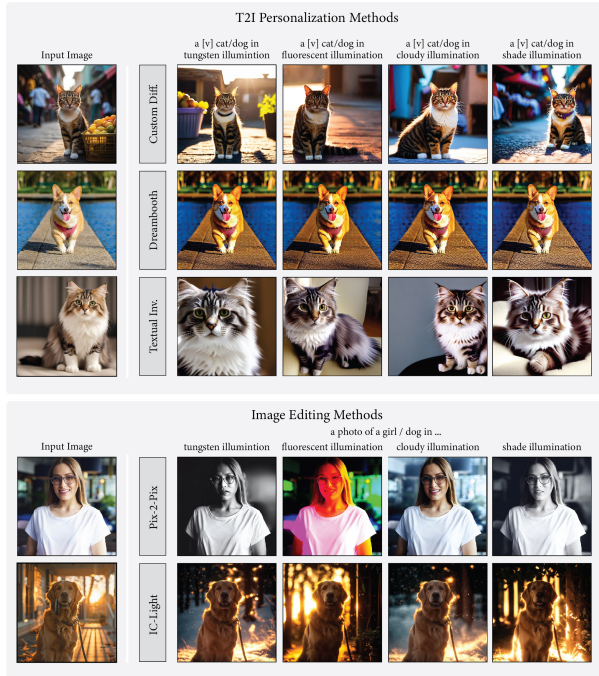 T2I Personalization Methods
Input Image
a [v] cat/dog in
tungsten illumintion
a [v] cat/dog in
fluorescent illumination
a [v] cat/dog in
cloudy illumination
a [v] cat/dog in
shade illumination
Custom Diff.
Dreambooth
Textual Inv.
Image Editing Methods
a photo of a girl / dog in ...
Input Image
tungsten illumintion
fluorescent illumination
cloudy illumination
shade illumination
Pix-2-Pix
IC-Light